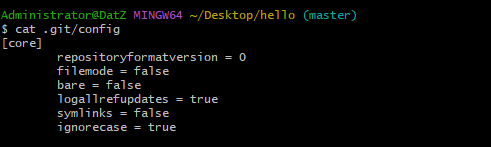 Administrator@DatZ MINGW64 ~/Desktop/hello (master)
$ cat .git/config
[core]
        repositoryformatversion = 0
        filemode = false
        bare = false
        logallrefupdates = true
        symlinks = false
        ignorecase = true